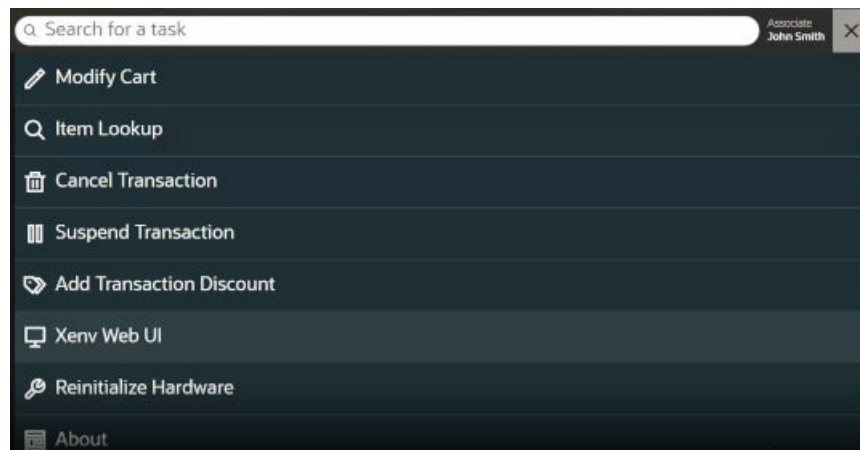 Search for a task
Associate
John Smith
Modify Cart
Item Lookup
Cancel Transaction
Suspend Transaction
Add Transaction Discount
Xenv Web UI
Reinitialize Hardware
About